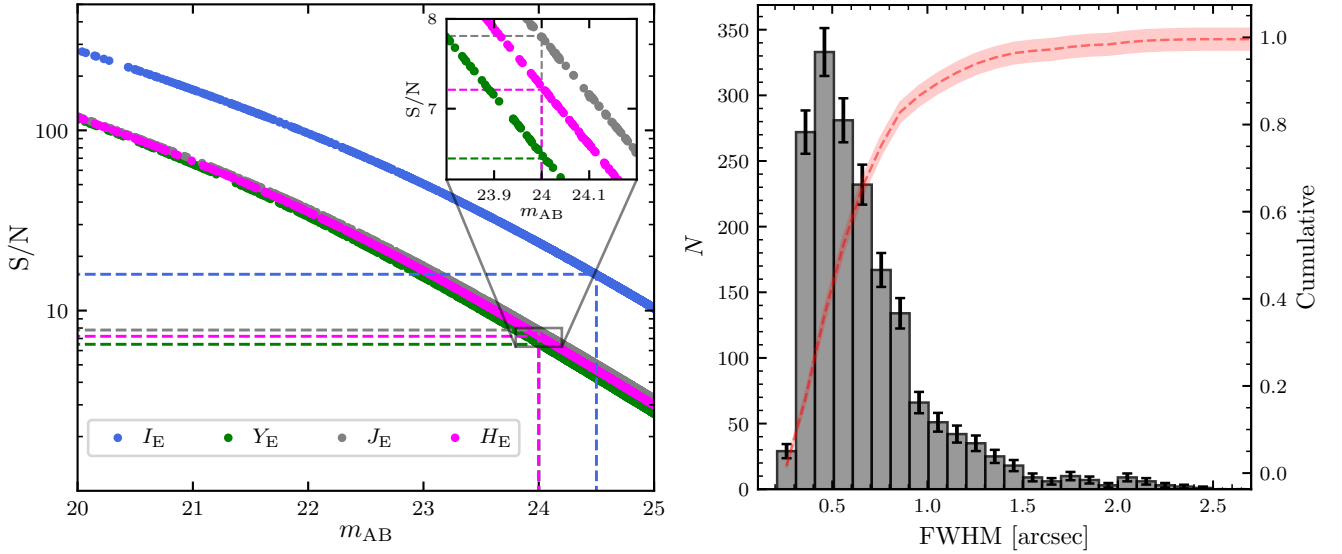 S/N
100
10
20
21
22
23
24
25
m_AB
I_E
Y_E
J_E
H_E
S/N
8
7
23.9
24
24.1
m_AB
N
350
300
250
200
150
100
50
0
0.5
1.0
1.5
2.0
2.5
FWHM [arcsec]
1.0
0.8
0.6
0.4
0.2
0.0
Cumulative